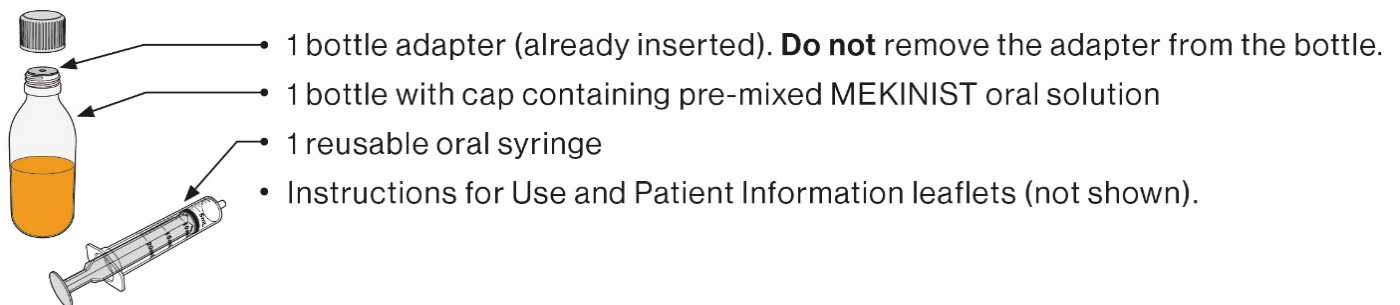 1 bottle adapter (already inserted). Do not remove the adapter from the bottle.
1 bottle with cap containing pre-mixed MEKINIST oral solution
1 reusable oral syringe
• Instructions for Use and Patient Information leaflets (not shown).